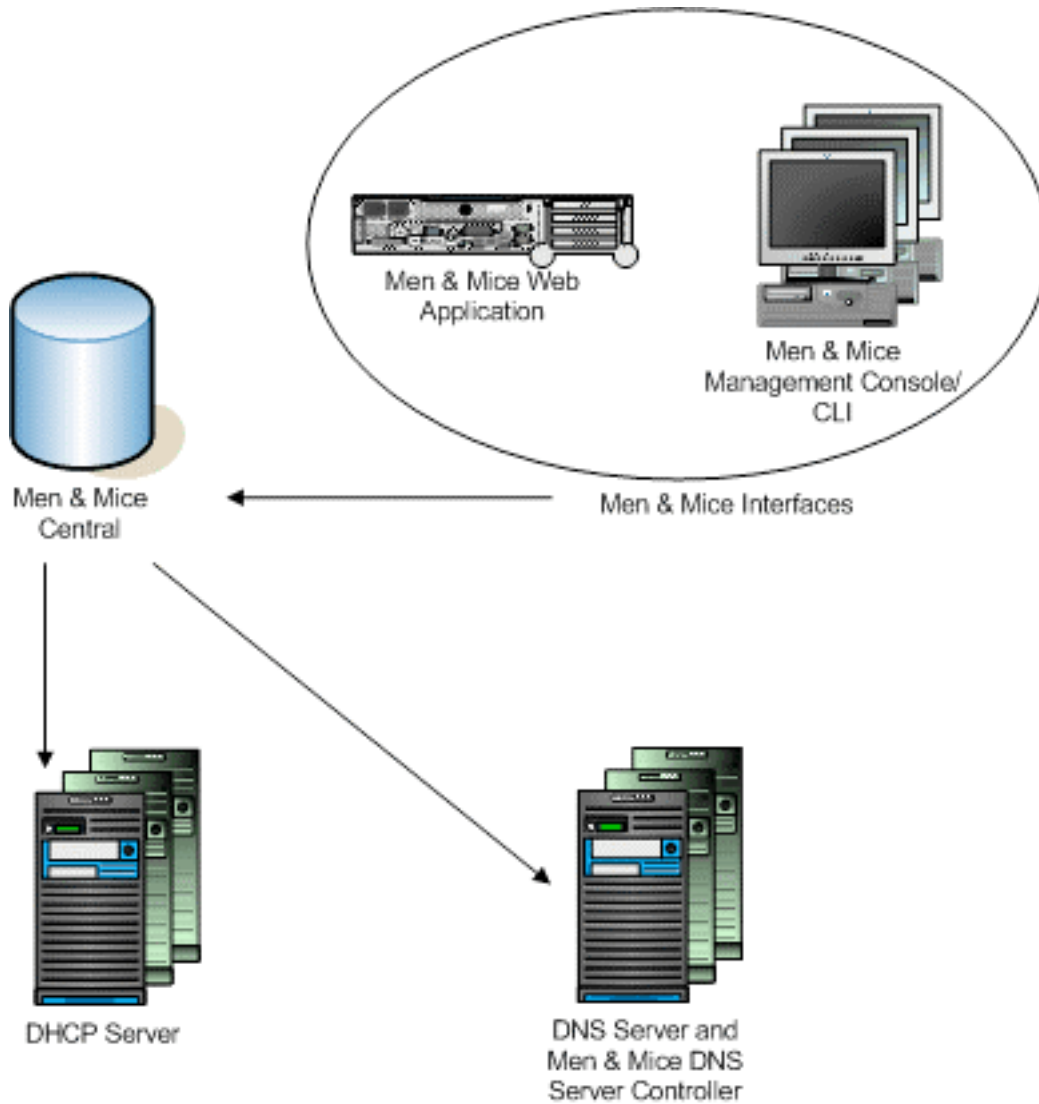 Men & Mice Web
Application
Men & Mice
Management Console/
CLI
Men & Mice
Central
Men & Mice Interfaces
DHCP Server
DNS Server and
Men & Mice DNS
Server Controller